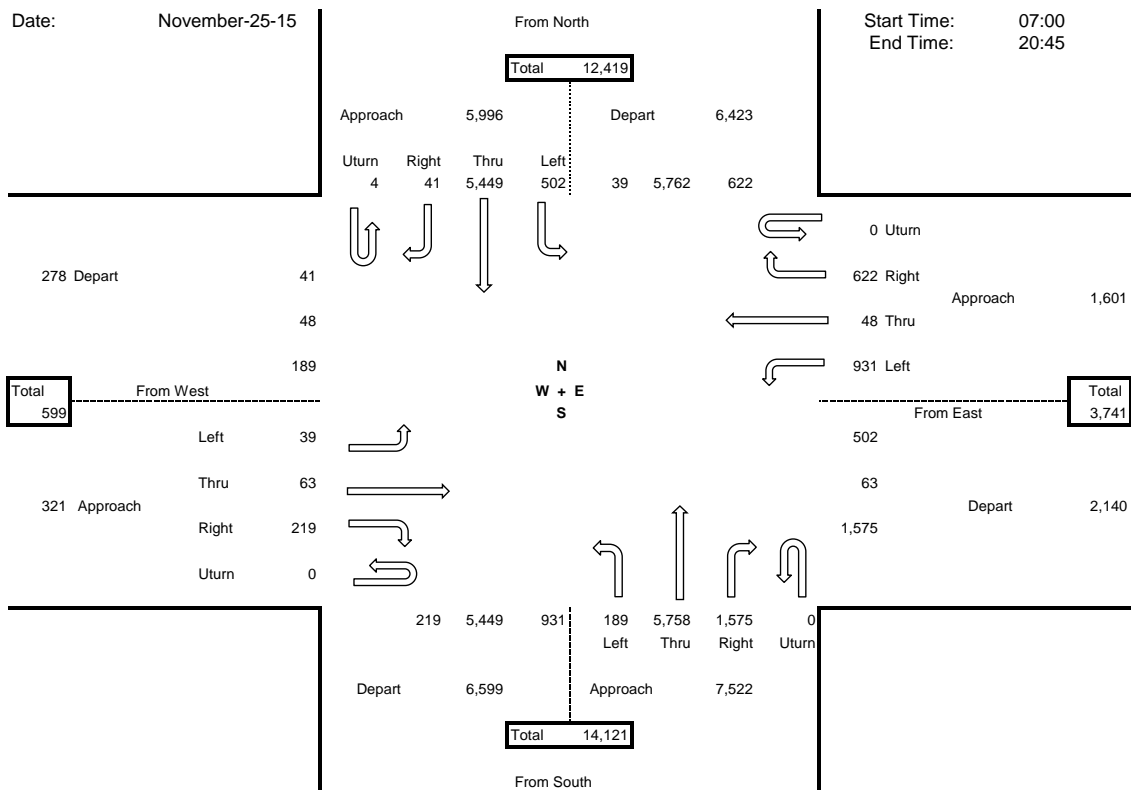 Date: November-25-15
From North
Start Time: 07:00
End Time: 20:45
Total 12,419
Approach 5,996 Depart 6,423
Uturn Right Thru Left
4 41 5,449 502 39 5,762 622
0 Uturn
278 Depart 41
622 Right
Approach 1,601
48
48 Thru
189
931 Left
N
W + E
S
Total
599
From West
Total
3,741
From East
Left 39
502
Thru 63
63
321 Approach
Depart 2,140
Right 219
1,575
Uturn 0
219 5,449 931 189 5,758 1,575 0
Left Thru Right Uturn
Depart 6,599 Approach 7,522
Total 14,121
From South